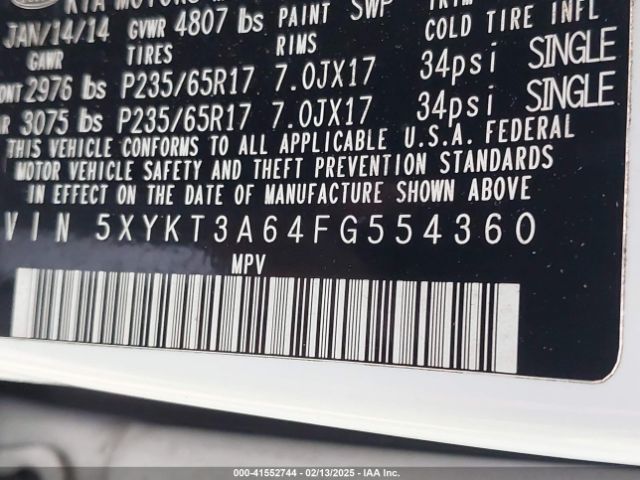 KIA MOTORS
JAN/14/14 GVWR 4807 lbs PAINT SWP
GAWR TIRES RIMS COLD TIRE INFL
2976 lbs P235/65R17 7.0JX17 34psi SINGLE
3075 lbs P235/65R17 7.0JX17 34psi SINGLE
THIS VEHICLE CONFORMS TO ALL APPLICABLE U.S.A. FEDERAL
MOTOR VEHICLE SAFETY AND THEFT PREVENTION STANDARDS
IN EFFECT ON THE DATE OF MANUFACTURE SHOWN ABOVE
VIN 5XYKT3A64FG554360
MPV
000-41552744 — 02/13/2025 — IAA Inc.